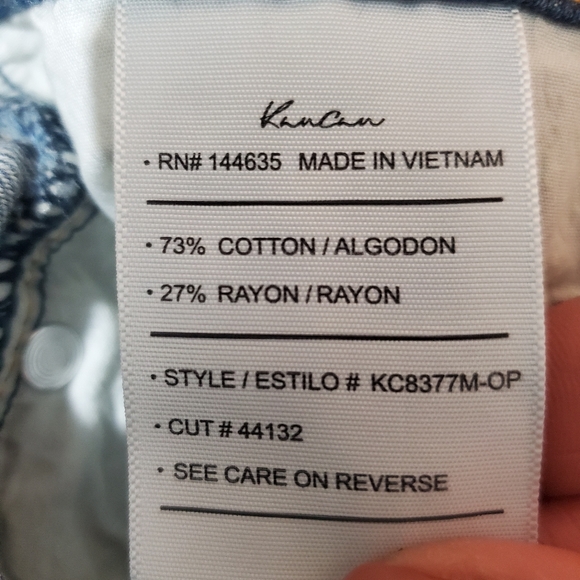 KanCan
• RN# 144635 MADE IN VIETNAM
• 73% COTTON / ALGODON
• 27% RAYON / RAYON
• STYLE / ESTILO # KC8377M-OP
• CUT # 44132
• SEE CARE ON REVERSE